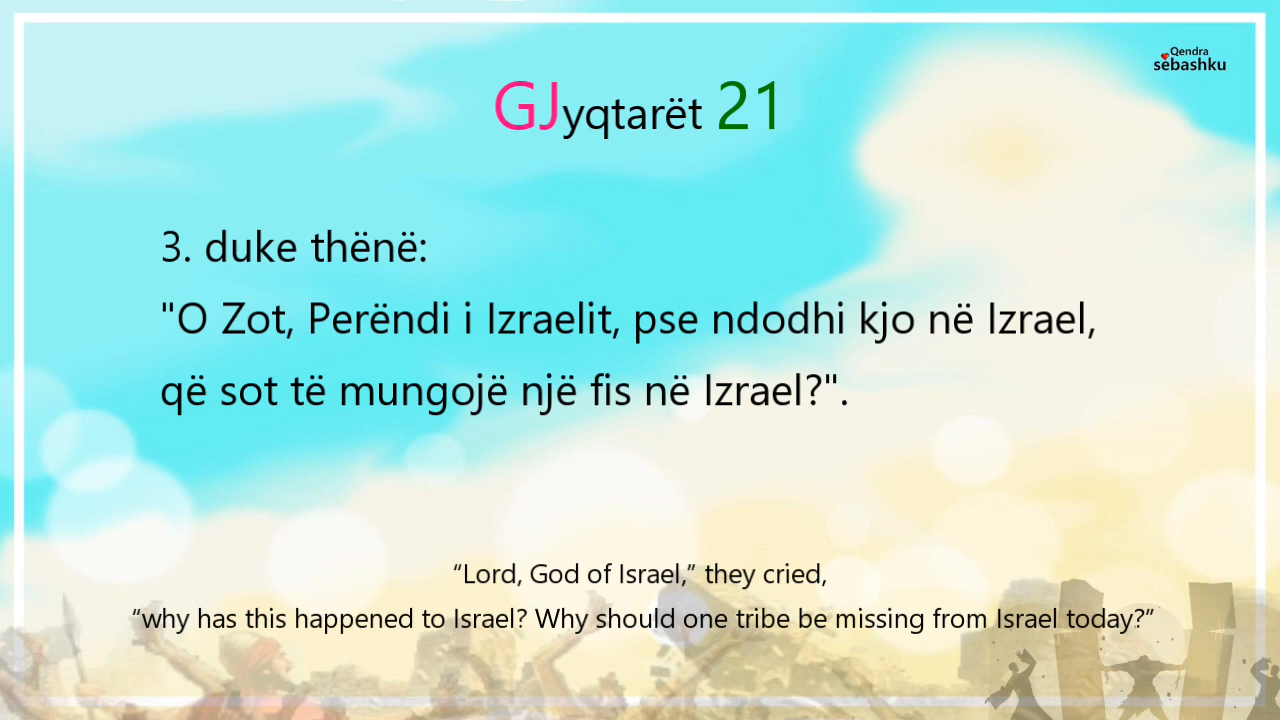 Qendra
sëbashku
GJyqtarët 21
3. duke thënë:
"O Zot, Perëndi i Izraelit, pse ndodhi kjo në Izrael,
që sot të mungojë një fis në Izrael?".
“Lord, God of Israel,” they cried,
“why has this happened to Israel? Why should one tribe be missing from Israel today?”